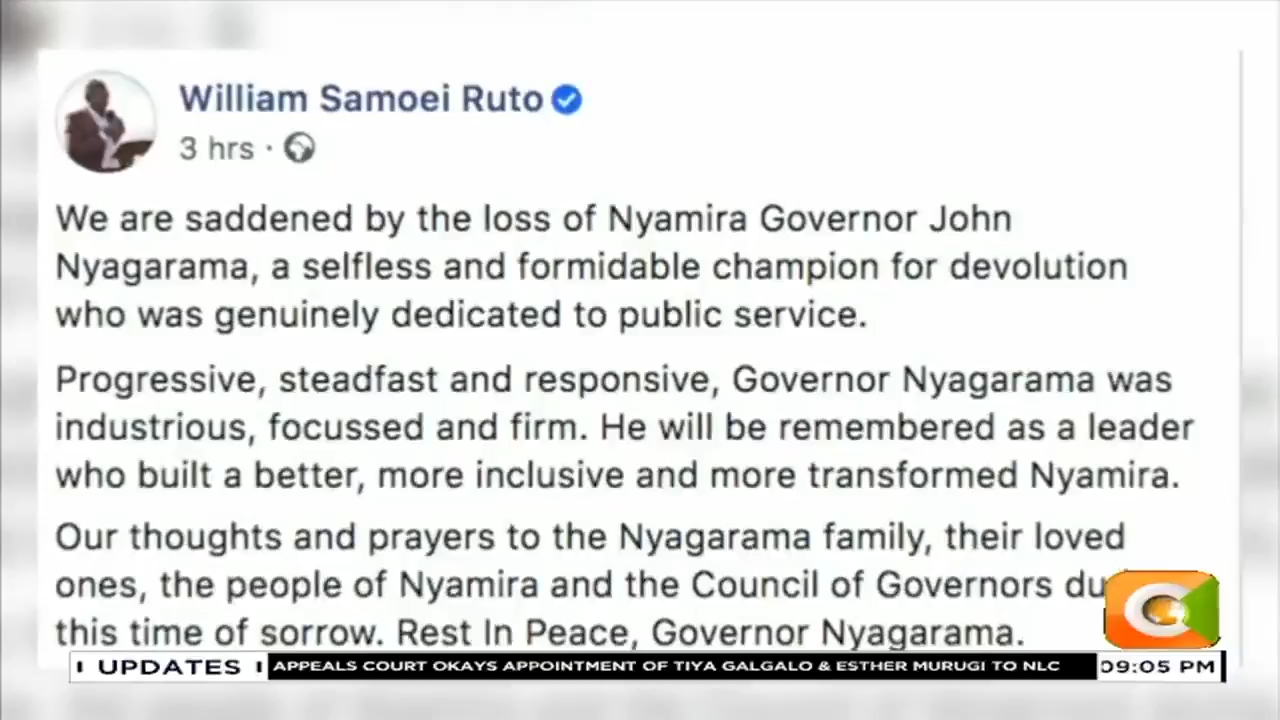 William Samoei Ruto
3 hrs ·
We are saddened by the loss of Nyamira Governor John
Nyagarama, a selfless and formidable champion for devolution
who was genuinely dedicated to public service.
Progressive, steadfast and responsive, Governor Nyagarama was
industrious, focussed and firm. He will be remembered as a leader
who built a better, more inclusive and more transformed Nyamira.
Our thoughts and prayers to the Nyagarama family, their loved
ones, the people of Nyamira and the Council of Governors du
this time of sorrow. Rest In Peace, Governor Nyagarama.
UPDATES APPEALS COURT OKAYS APPOINTMENT OF TIYA GALGALO & ESTHER MURUGI TO NLC 09:05 PM